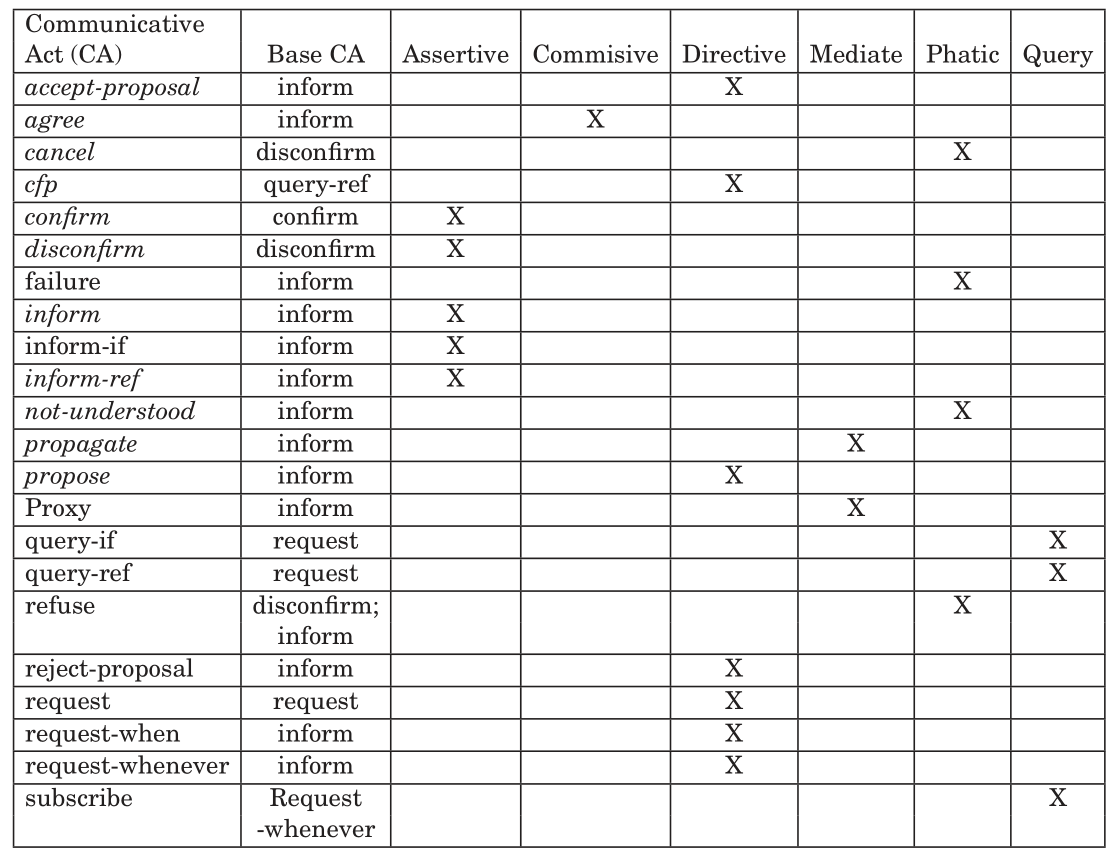 Communicative
Act (CA) Base CA Assertive Commisive Directive Mediate Phatic Query
accept-proposal inform X
agree inform X
cancel disconfirm X
cfp query-ref X
confirm confirm X
disconfirm disconfirm X
failure inform X
inform inform X
inform-if inform X
inform-ref inform X
not-understood inform X
propagate inform X
propose inform X
Proxy inform X
query-if request X
query-ref request X
refuse disconfirm; X
inform
reject-proposal inform X
request request X
request-when inform X
request-whenever inform X
subscribe Request X
-whenever